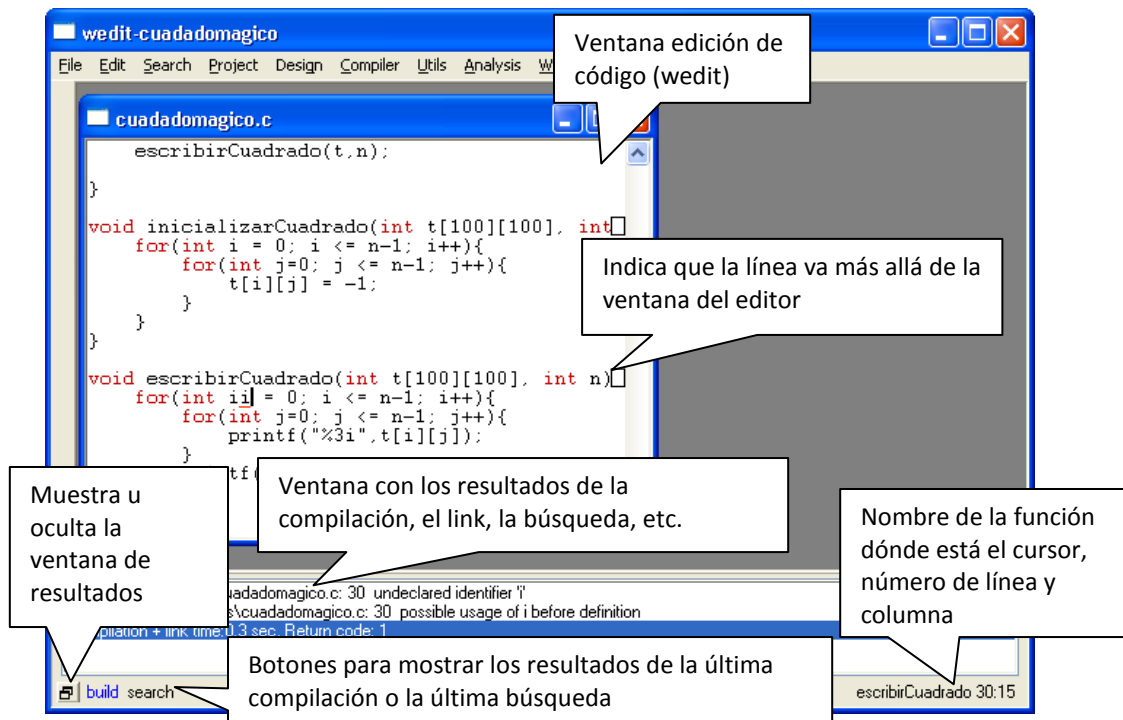 wedit-cuadadomagico
Ventana edición de
código (wedit)
File Edit Search Project Design Compiler Utils Analysis W
cuadadomagico.c
escribirCuadrado(t,n);
}
void inicializarCuadrado(int t[100][100], int
for(int i = 0; i <= n-1; i++){
for(int j=0; j <= n-1; j++){
t[i][j] = -1;
}
}
}
Indica que la línea va más allá de la
ventana del editor
void escribirCuadrado(int t[100][100], int n)
for(int ii = 0; i <= n-1; i++){
for(int j=0; j <= n-1; j++){
printf("%3i",t[i][j]);
}
tf(
Muestra u
oculta la
ventana de
resultados
Ventana con los resultados de la
compilación, el link, la búsqueda, etc.
Nombre de la función
dónde está el cursor,
número de línea y
columna
uadadomagico.c: 30 undeclared identifier 'i'
s\cuadadomagico.c: 30 possible usage of i before definition
pilation + link time:0.3 sec, Return code: 1
Botones para mostrar los resultados de la última
compilación o la última búsqueda
build search
escribirCuadrado 30:15